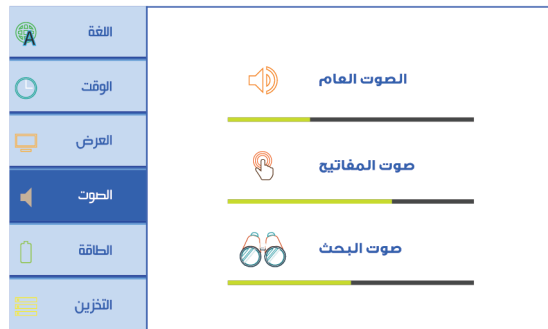 اللغة
الوقت
العرض
الصوت
الطاقة
التخزين
الصوت العام
صوت المفاتيح
صوت البحث